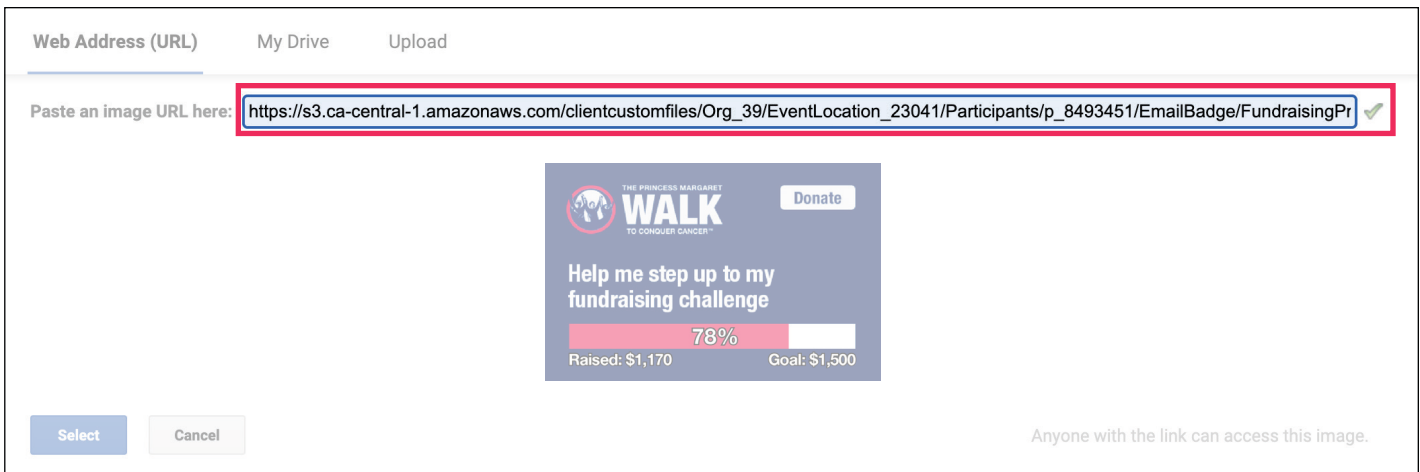 Web Address (URL) My Drive Upload
Paste an image URL here: https://s3.ca-central-1.amazonaws.com/clientcustomfiles/Org_39/EventLocation_23041/Participants/p_8493451/EmailBadge/FundraisingPr
THE PRINCESS MARGARET
WALK
TO CONQUER CANCER™
Donate
Help me step up to my
fundraising challenge
78%
Raised: $1,170 Goal: $1,500
Select Cancel Anyone with the link can access this image.